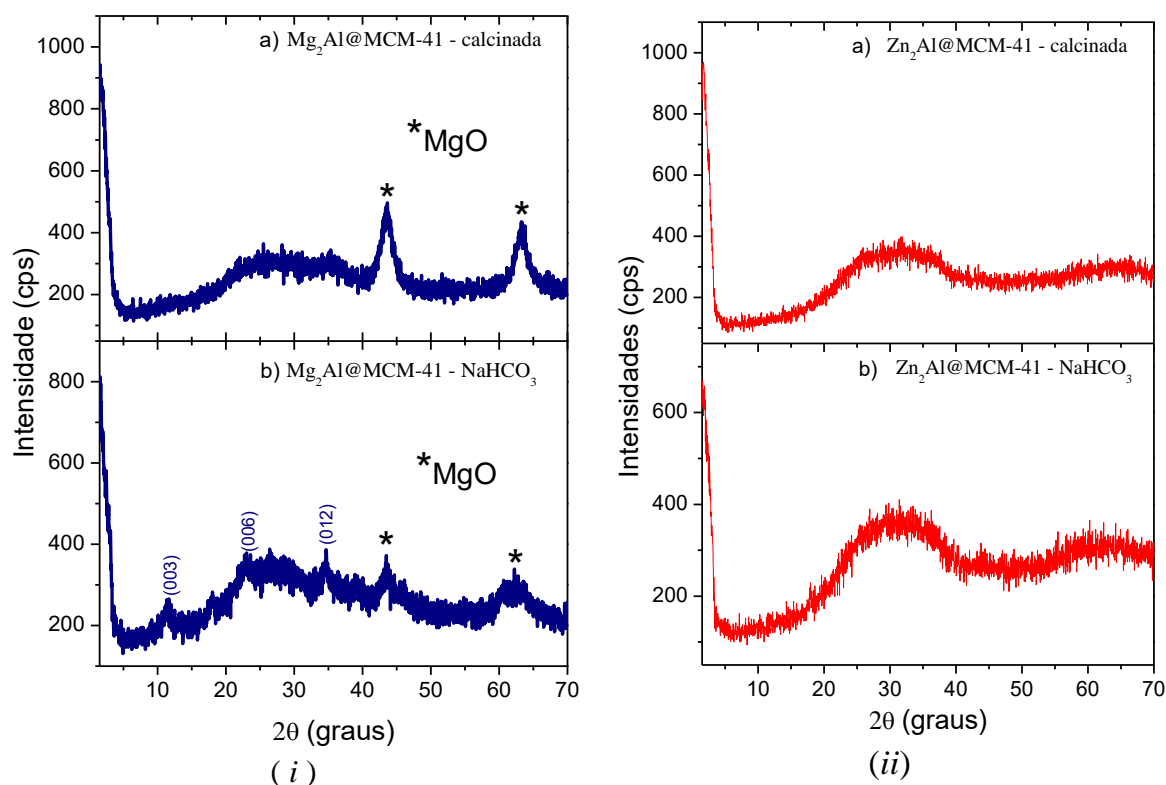 a) Mg₂Al@MCM-41 - calcinada
*MgO
*
*
1000
800
600
400
200
Intensidade (cps)
b) Mg₂Al@MCM-41 - NaHCO₃
*MgO
(003)
(006)
(012)
*
*
800
600
400
200
10 20 30 40 50 60 70
2θ (graus)
( i )
a) Zn₂Al@MCM-41 - calcinada
1000
800
600
400
200
Intensidades (cps)
b) Zn₂Al@MCM-41 - NaHCO₃
600
400
200
10 20 30 40 50 60 70
2θ (graus)
(ii)